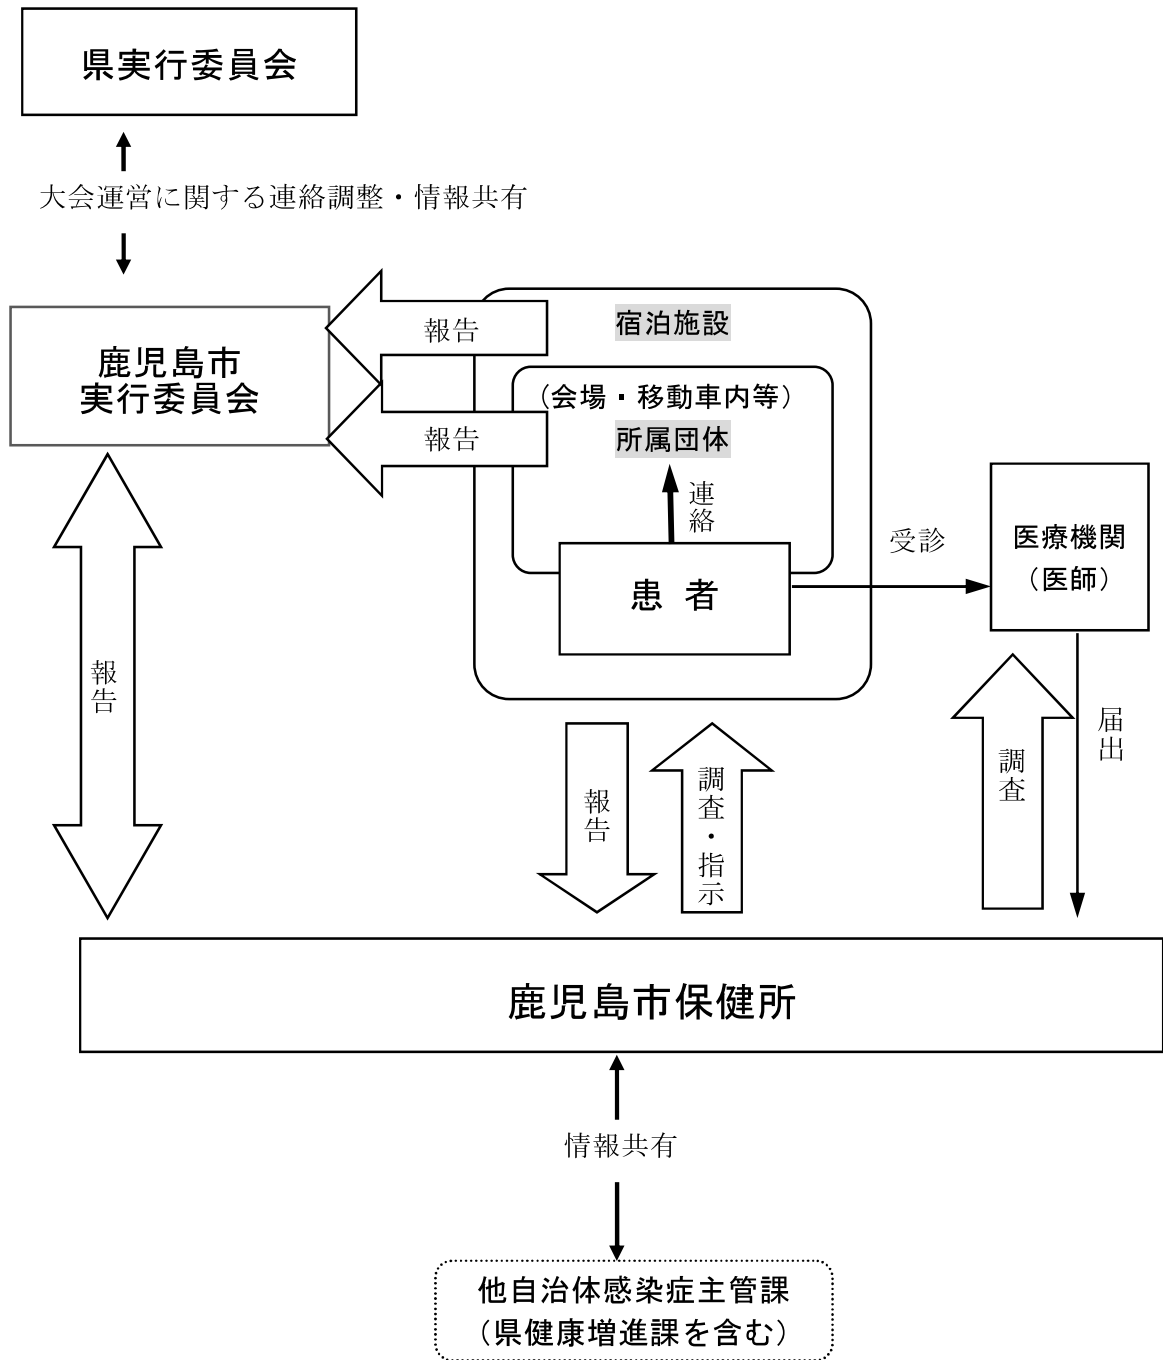 県実行委員会
大会運営に関する連絡調整・情報共有
鹿児島市
実行委員会
報告
報告
宿泊施設
（会場・移動車内等）
所属団体
連絡
患者
受診
医療機関
（医師）
報告
報告
調査・指示
調査
届出
鹿児島市保健所
情報共有
他自治体感染症主管課
（県健康増進課を含む）